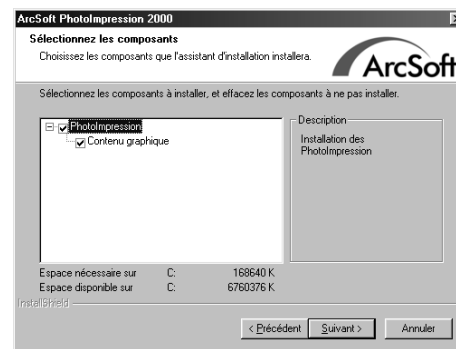 ArcSoft PhotoImpression 2000
Sélectionnez les composants
Choisissez les composants que l'assistant d'installation installera.
ArcSoft
Sélectionnez les composants à installer, et effacez les composants à ne pas installer.
PhotoImpression
Contenu graphique
Description
Installation des
PhotoImpression
Espace nécessaire sur C: 168640 K
Espace disponible sur C: 6760376 K
InstallShield
< Précédent
Suivant >
Annuler